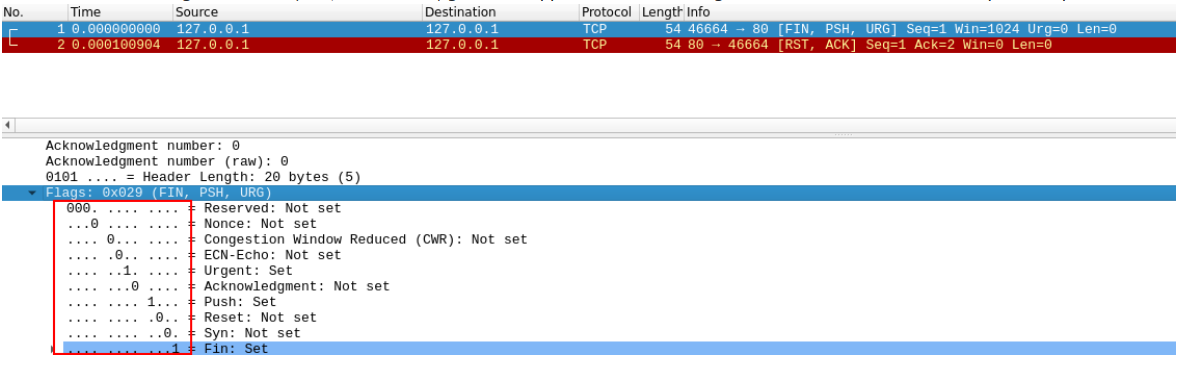 No. Time Source Destination Protocol Length Info
1 0.000000000 127.0.0.1 127.0.0.1 TCP 54 46664 → 80 [FIN, PSH, URG] Seq=1 Win=1024 Urg=0 Len=0
2 0.000100904 127.0.0.1 127.0.0.1 TCP 54 80 → 46664 [RST, ACK] Seq=1 Ack=2 Win=0 Len=0
Acknowledgment number: 0
Acknowledgment number (raw): 0
0101 .... = Header Length: 20 bytes (5)
Flags: 0x029 (FIN, PSH, URG)
000. .... .... = Reserved: Not set
...0 .... .... = Nonce: Not set
.... 0... .... = Congestion Window Reduced (CWR): Not set
.... .0.. .... = ECN-Echo: Not set
.... ..1. .... = Urgent: Set
.... ...0 .... = Acknowledgment: Not set
.... .... 1... = Push: Set
.... .... .0.. = Reset: Not set
.... .... ..0. = Syn: Not set
.... .... ...1 = Fin: Set